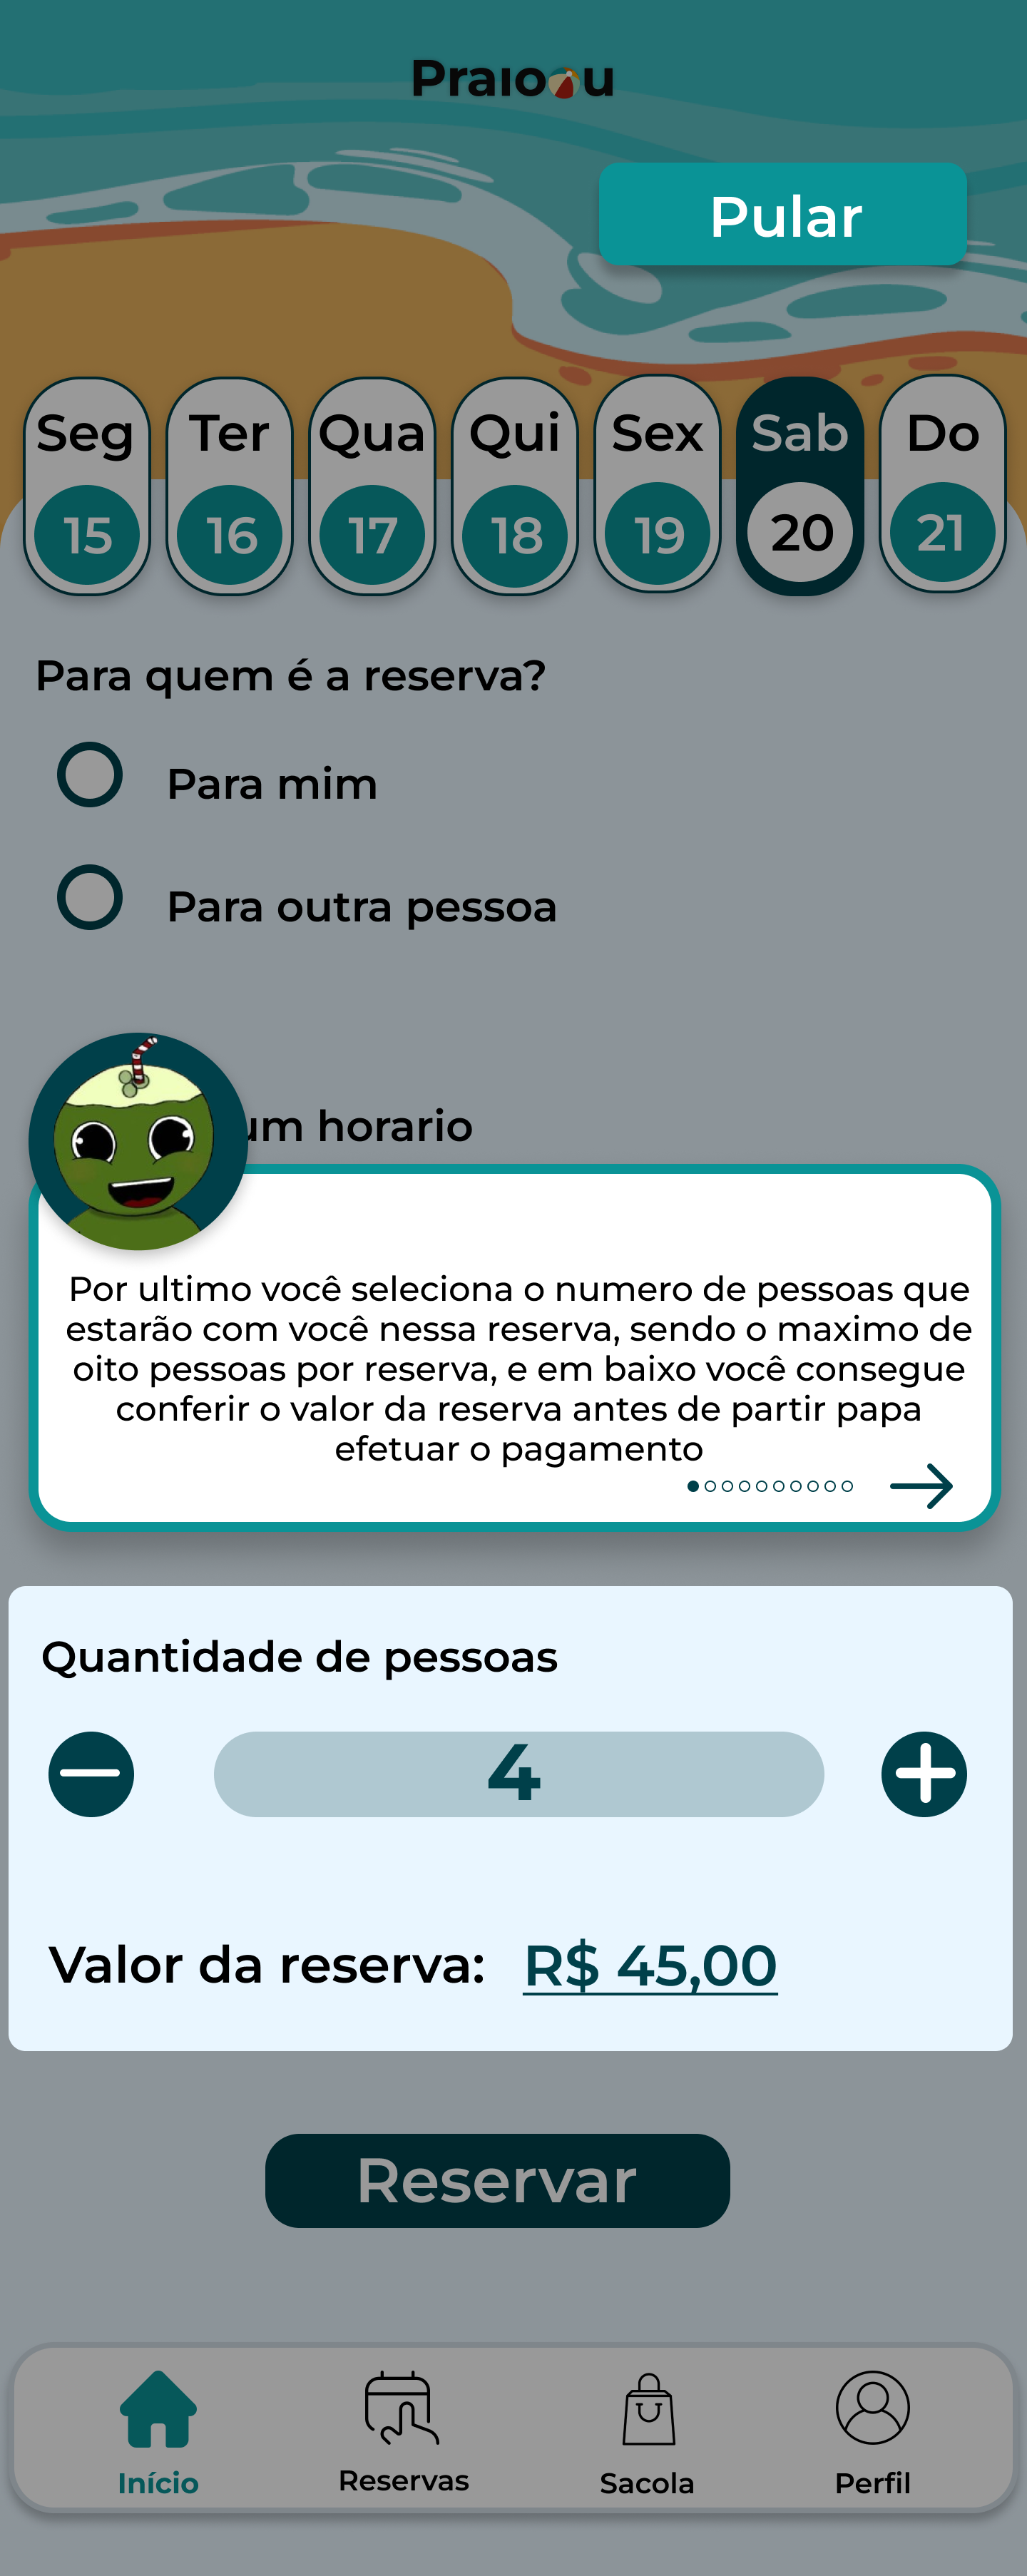 Praiou
Pular
Seg Ter Qua Qui Sex Sab Do
15 16 17 18 19 20 21
Para quem é a reserva?
Para mim
Para outra pessoa
um horario
Por ultimo você seleciona o numero de pessoas que
estarão com você nessa reserva, sendo o maximo de
oito pessoas por reserva, e em baixo você consegue
conferir o valor da reserva antes de partir papa
efetuar o pagamento
Quantidade de pessoas
4
Valor da reserva: R$ 45,00
Reservar
Início Reservas Sacola Perfil